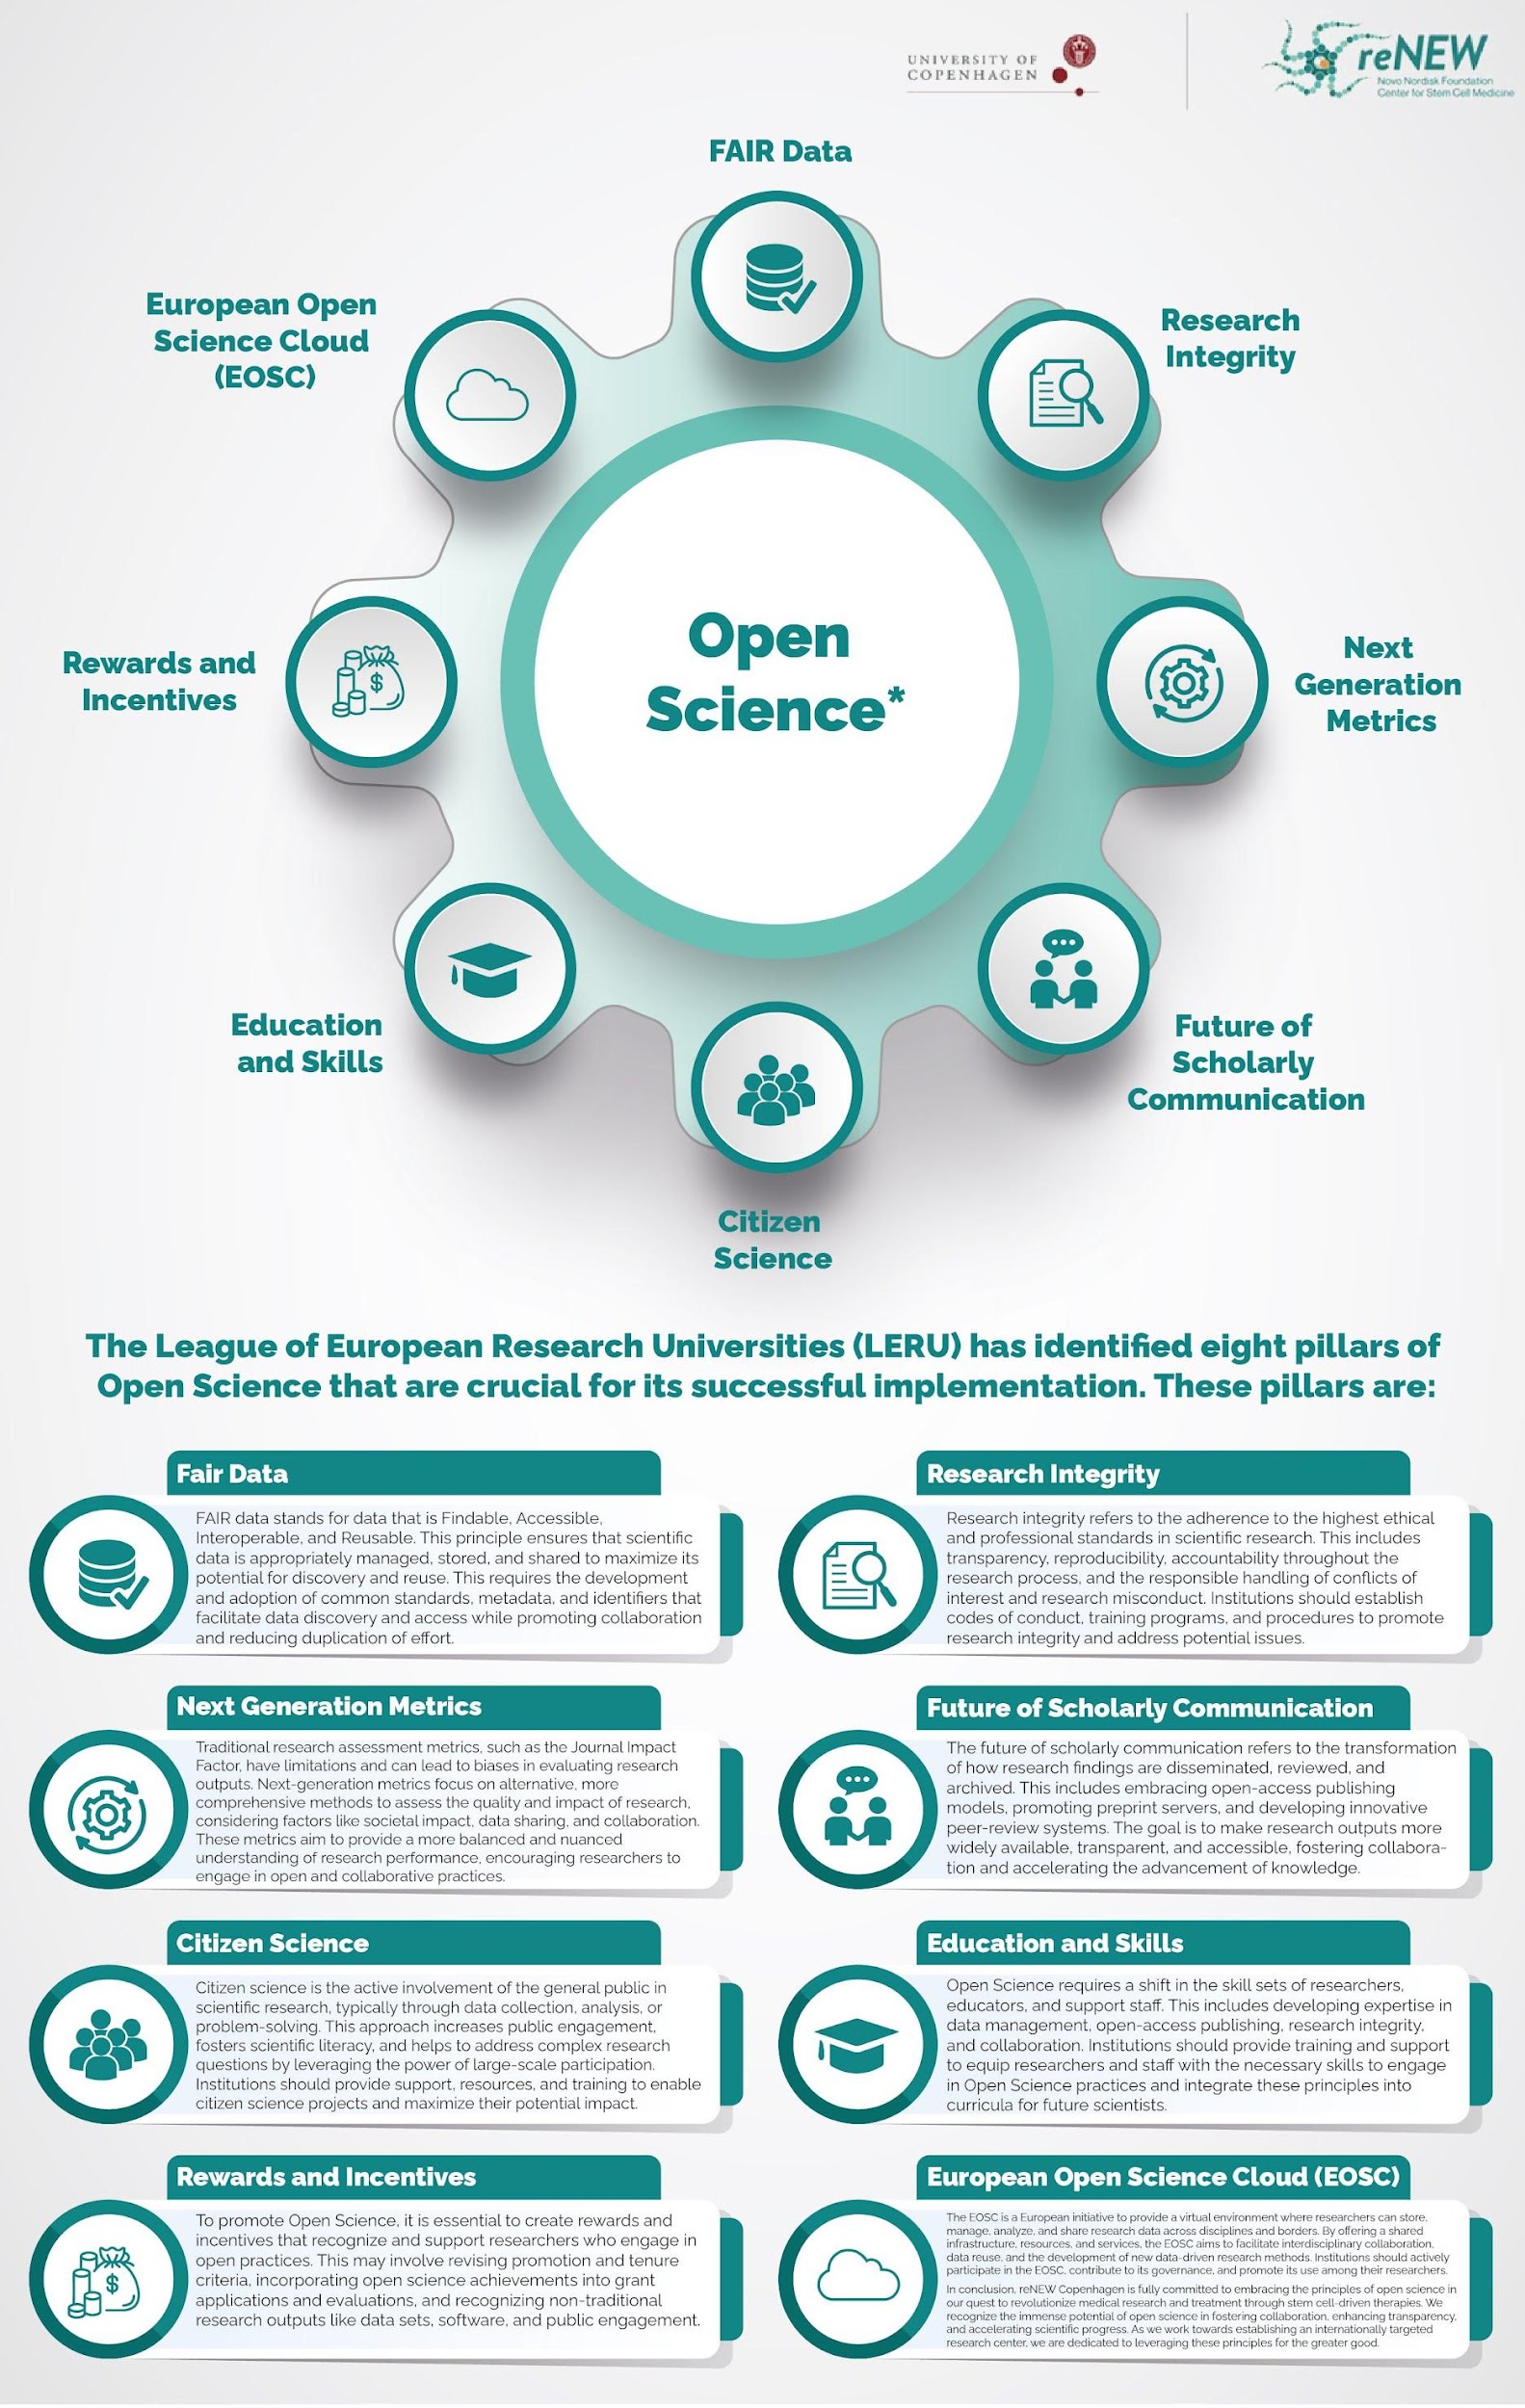 UNIVERSITY OF
COPENHAGEN
reNEW
Novo Nordisk Foundation
Center for Stem Cell Medicine
FAIR Data
European Open
Science Cloud
(EOSC)
Research
Integrity
Open
Science*
Rewards and
Incentives
Next
Generation
Metrics
Education
and Skills
Future of
Scholarly
Communication
Citizen
Science
The League of European Research Universities (LERU) has identified eight pillars of
Open Science that are crucial for its successful implementation. These pillars are:
Fair Data
FAIR data stands for data that is Findable, Accessible,
Interoperable, and Reusable. This principle ensures that scientific
data is appropriately managed, stored, and shared to maximize its
potential for discovery and reuse. This requires the development
and adoption of common standards, metadata, and identifiers that
facilitate data discovery and access while promoting collaboration
and reducing duplication of effort.
Research Integrity
Research integrity refers to the adherence to the highest ethical
and professional standards in scientific research. This includes
transparency, reproducibility, accountability throughout the
research process, and the responsible handling of conflicts of
interest and research misconduct. Institutions should establish
codes of conduct, training programs, and procedures to promote
research integrity and address potential issues.
Next Generation Metrics
Traditional research assessment metrics, such as the Journal Impact
Factor, have limitations and can lead to biases in evaluating research
outputs. Next-generation metrics focus on alternative, more
comprehensive methods to assess the quality and impact of research,
considering factors like societal impact, data sharing, and collaboration.
These metrics aim to provide a more balanced and nuanced
understanding of research performance, encouraging researchers to
engage in open and collaborative practices.
Future of Scholarly Communication
The future of scholarly communication refers to the transformation
of how research findings are disseminated, reviewed, and
archived. This includes embracing open-access publishing
models, promoting preprint servers, and developing innovative
peer-review systems. The goal is to make research outputs more
widely available, transparent, and accessible, fostering collabora-
tion and accelerating the advancement of knowledge.
Citizen Science
Citizen science is the active involvement of the general public in
scientific research, typically through data collection, analysis, or
problem-solving. This approach increases public engagement,
fosters scientific literacy, and helps to address complex research
questions by leveraging the power of large-scale participation.
Institutions should provide support, resources, and training to enable
citizen science projects and maximize their potential impact.
Education and Skills
Open Science requires a shift in the skill sets of researchers,
educators, and support staff. This includes developing expertise in
data management, open-access publishing, research integrity,
and collaboration. Institutions should provide training and support
to equip researchers and staff with the necessary skills to engage
in Open Science practices and integrate these principles into
curricula for future scientists.
Rewards and Incentives
To promote Open Science, it is essential to create rewards and
incentives that recognize and support researchers who engage in
open practices. This may involve revising promotion and tenure
criteria, incorporating open science achievements into grant
applications and evaluations, and recognizing non-traditional
research outputs like data sets, software, and public engagement.
European Open Science Cloud (EOSC)
The EOSC is a European initiative to provide a virtual environment where researchers can store,
manage, analyze, and share research data across disciplines and borders. By offering a shared
infrastructure, resources, and services, the EOSC aims to facilitate interdisciplinary collaboration,
data reuse, and the development of new data-driven research methods. Institutions should actively
participate in the EOSC, contribute to its governance, and promote its use among their researchers.
In conclusion, reNEW Copenhagen is fully committed to embracing the principles of open science in
our quest to revolutionize medical research and treatment through stem cell-driven therapies. We
recognize the immense potential of open science in fostering collaboration, enhancing transparency,
and accelerating scientific progress. As we work towards establishing an internationally targeted
research center, we are dedicated to leveraging these principles for the greater good.